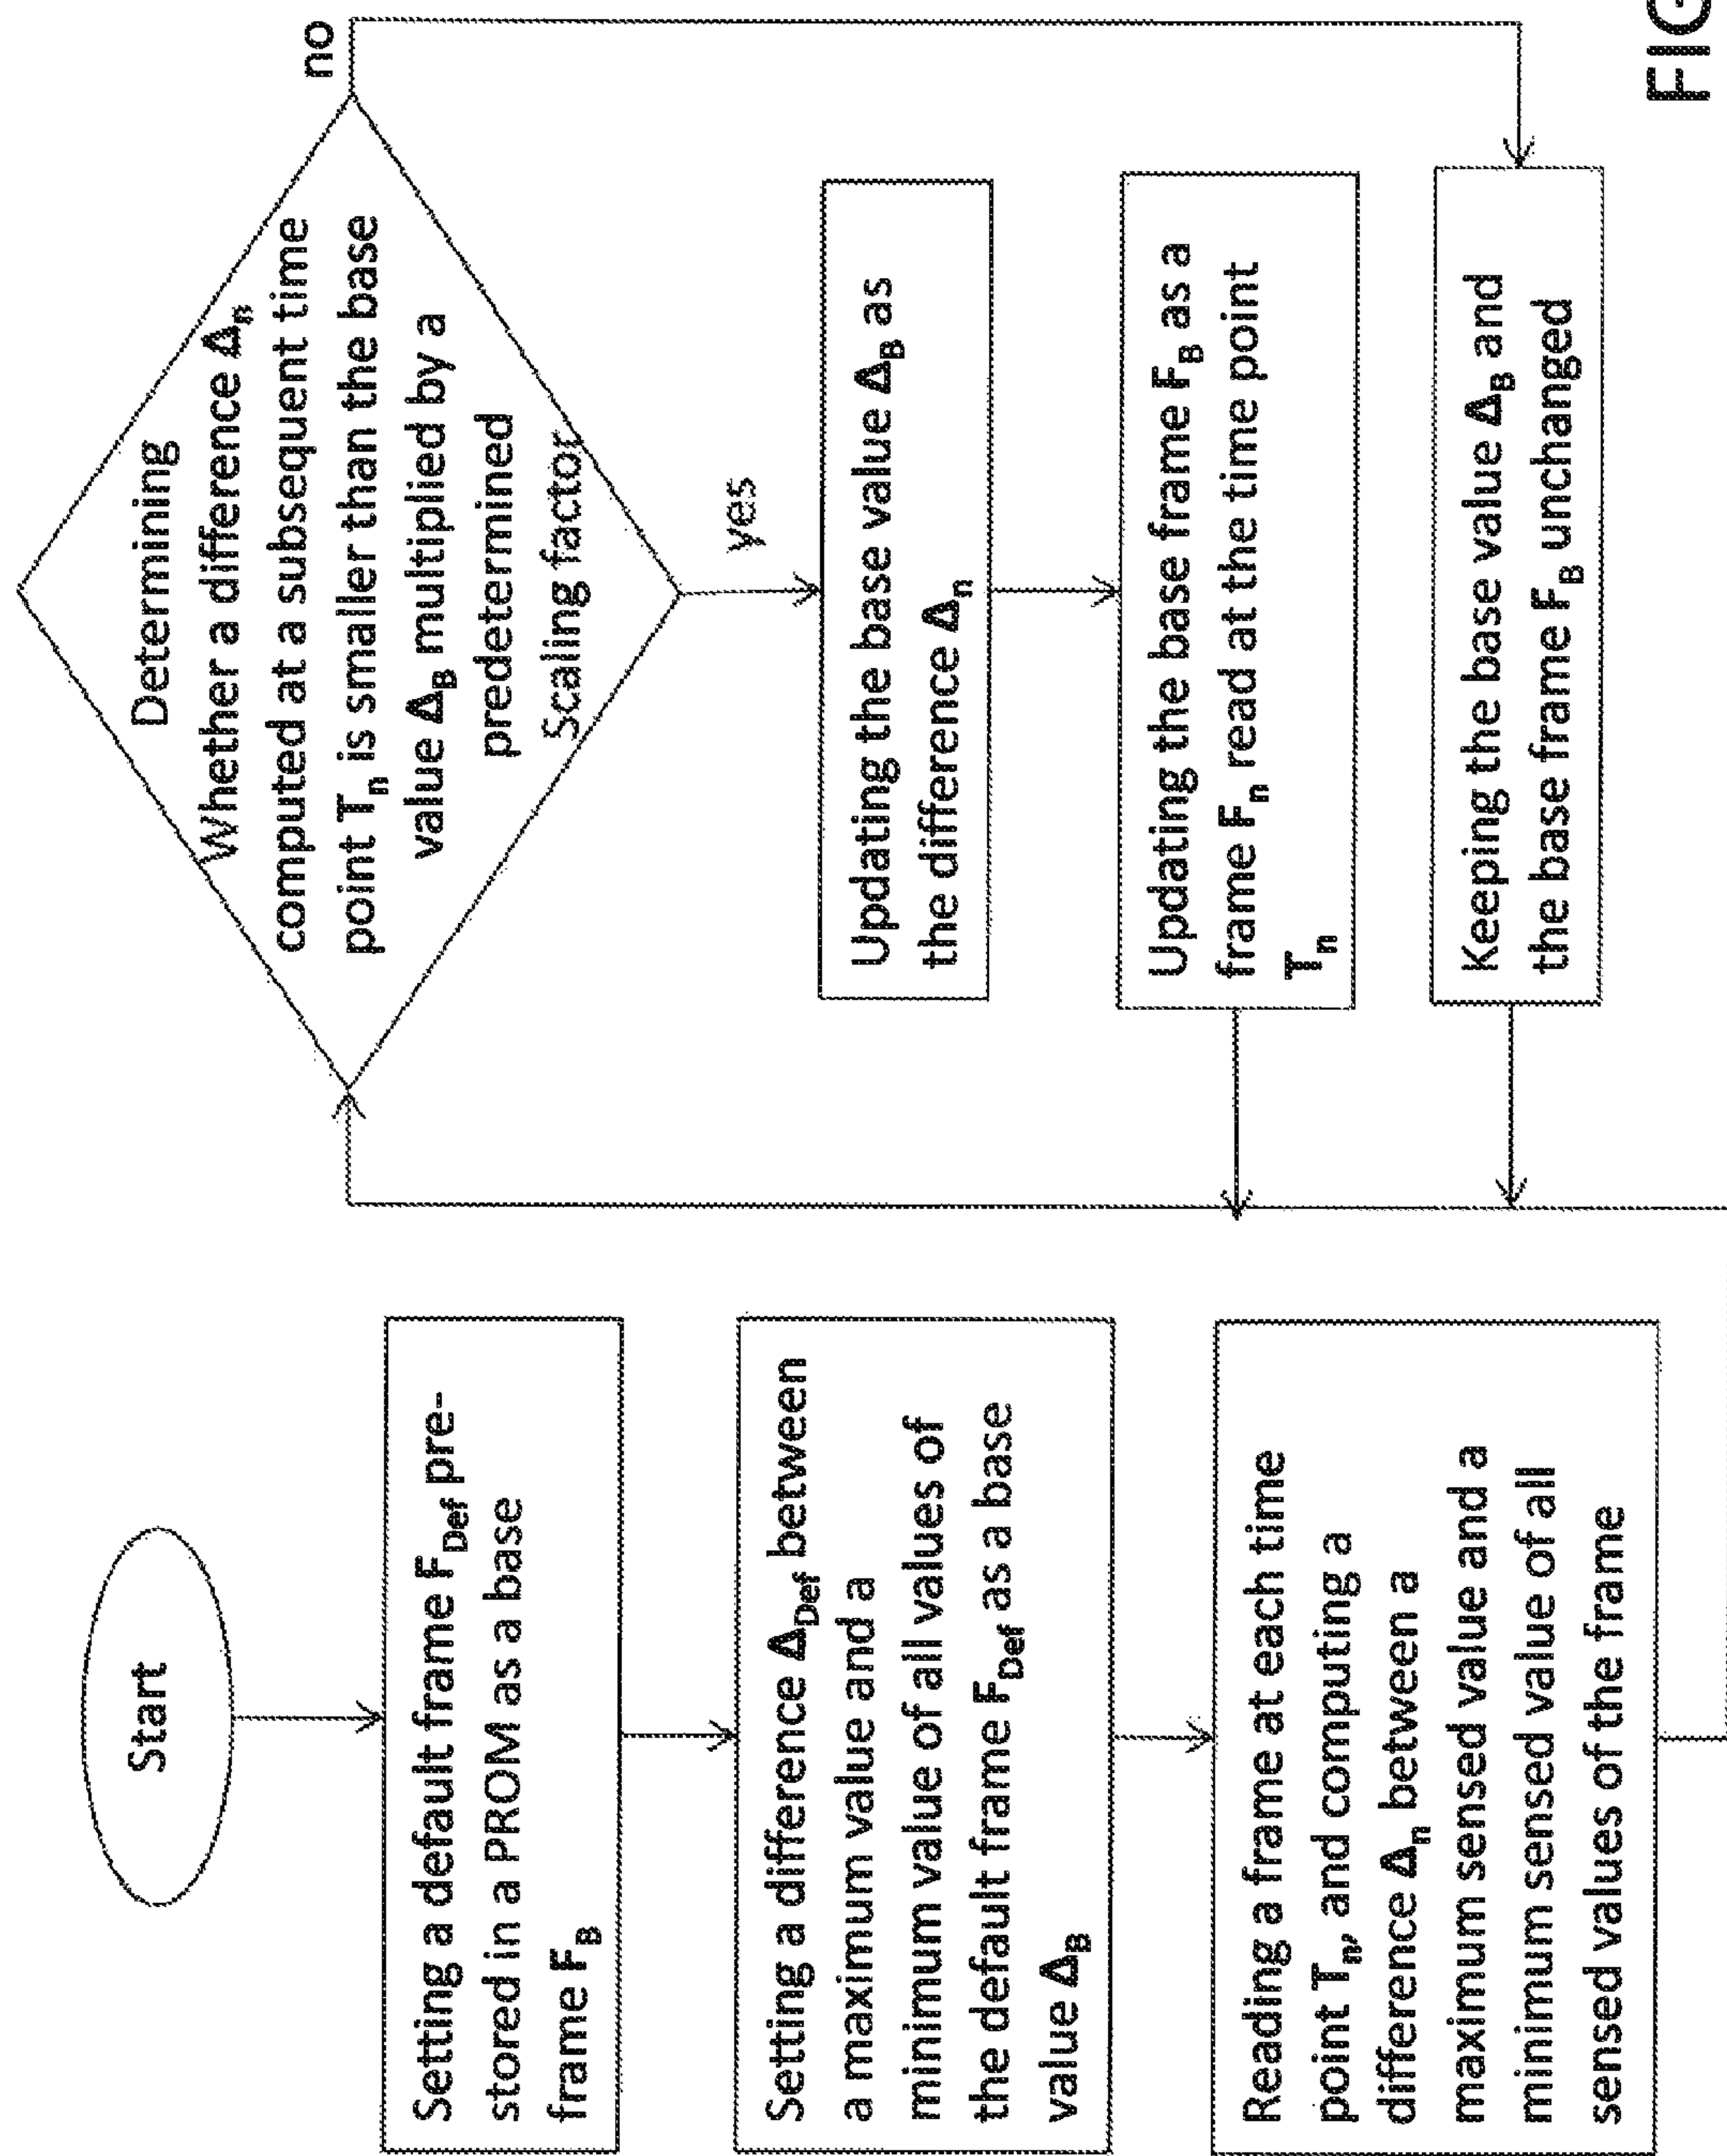 Start
Setting a default frame F_Def pre-
stored in a PROM as a base
frame F_B
Setting a difference Δ_Def between
a maximum value and a
minimum value of all values of
the default frame F_Def as a base
value Δ_B
Reading a frame at each time
point T_n, and computing a
difference Δ_n between a
maximum sensed value and a
minimum sensed value of all
sensed values of the frame
Determining
Whether a difference Δ_n
computed at a subsequent time
point T_n is smaller than the base
value Δ_B multiplied by a
predetermined
Scaling factor
no
yes
Updating the base value Δ_B as
the difference Δ_n
Updating the base frame F_B as a
frame F_n read at the time point
T_n
Keeping the base value Δ_B and
the base frame F_B unchanged